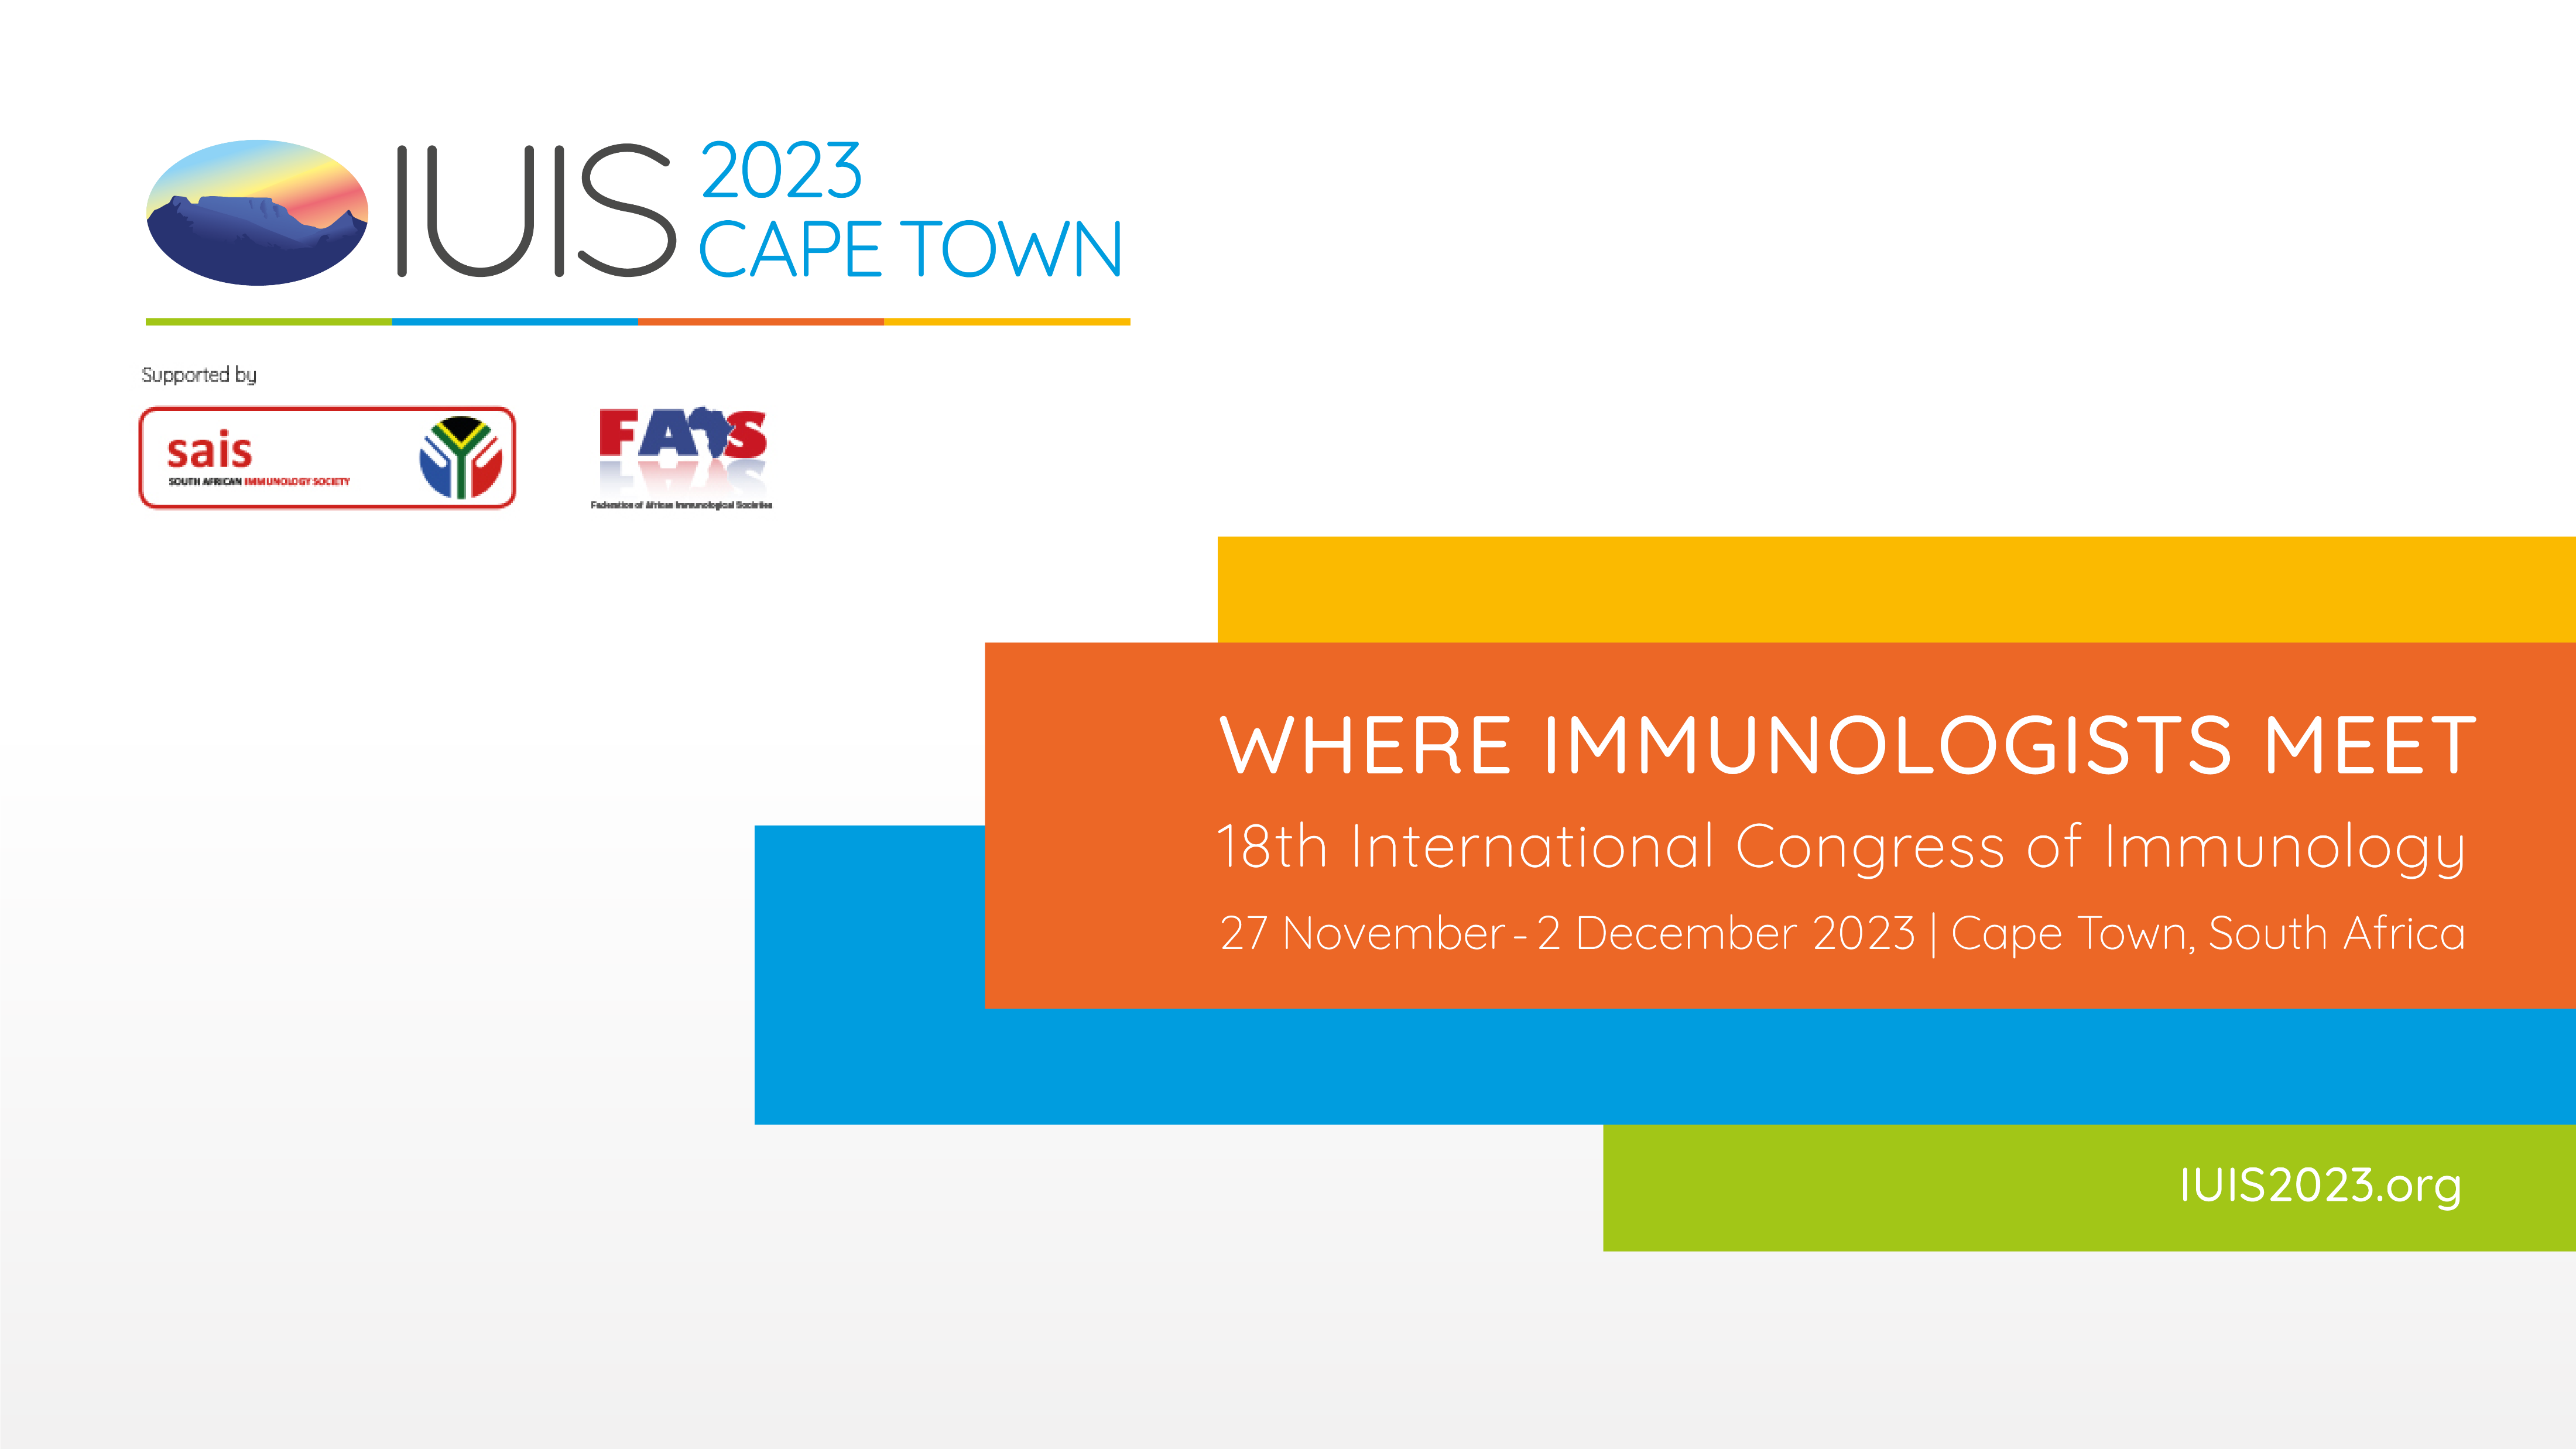 IUIS
2023
CAPE TOWN
Supported by
sais
SOUTH AFRICAN IMMUNOLOGY SOCIETY
FAIS
Federation of African Immunological Societies
WHERE IMMUNOLOGISTS MEET
18th International Congress of Immunology
27 November - 2 December 2023 | Cape Town, South Africa
IUIS2023.org